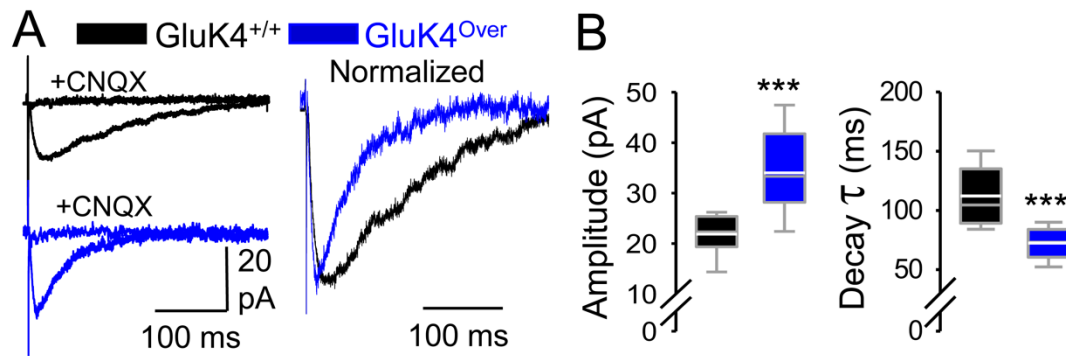 A GluK4+/+ GluK4Over
+CNQX
Normalized
+CNQX
20
pA
100 ms
100 ms
B
***
Amplitude (pA)
50
40
30
20
10
0
***
Decay τ (ms)
200
150
100
50
0